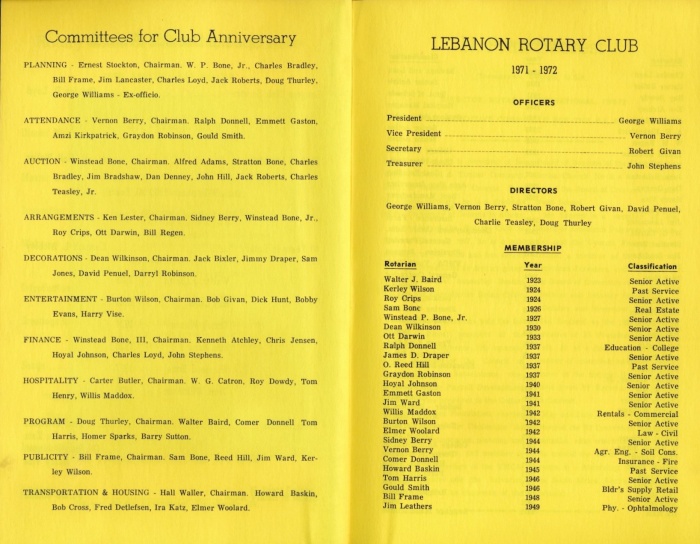 Committees for Club Anniversary
PLANNING - Ernest Stockton, Chairman. W. P. Bone, Jr., Charles Bradley,
Bill Frame, Jim Lancaster, Charles Loyd, Jack Roberts, Doug Thurley,
George Williams - Ex-officio.
ATTENDANCE - Vernon Berry, Chairman. Ralph Donnell, Emmett Gaston,
Amzi Kirkpatrick, Graydon Robinson, Gould Smith.
AUCTION - Winstead Bone, Chairman. Alfred Adams, Stratton Bone, Charles
Bradley, Jim Bradshaw, Dan Denney, John Hill, Jack Roberts, Charles
Teasley, Jr.
ARRANGEMENTS - Ken Lester, Chairman. Sidney Berry, Winstead Bone, Jr.,
Roy Crips, Ott Darwin, Bill Regen.
DECORATIONS - Dean Wilkinson, Chairman. Jack Bixler, Jimmy Draper, Sam
Jones, David Penuel, Darryl Robinson.
ENTERTAINMENT - Burton Wilson, Chairman. Bob Givan, Dick Hunt, Bobby
Evans, Harry Vise.
FINANCE - Winstead Bone, III, Chairman. Kenneth Atchley, Chris Jensen,
Hoyal Johnson, Charles Loyd, John Stephens.
HOSPITALITY - Carter Butler, Chairman. W. G. Catron, Roy Dowdy, Tom
Henry, Willis Maddox.
PROGRAM - Doug Thurley, Chairman. Walter Baird, Comer Donnell Tom
Harris, Homer Sparks, Barry Sutton.
PUBLICITY - Bill Frame, Chairman. Sam Bone, Reed Hill, Jim Ward, Ker-
ley Wilson.
TRANSPORTATION & HOUSING - Hall Waller, Chairman. Howard Baskin,
Bob Cross, Fred Detlefsen, Ira Katz, Elmer Woolard.
LEBANON ROTARY CLUB
1971 - 1972
OFFICERS
President George Williams
Vice President Vernon Berry
Secretary Robert Givan
Treasurer John Stephens
DIRECTORS
George Williams, Vernon Berry, Stratton Bone, Robert Givan, David Penuel,
Charlie Teasley, Doug Thurley
MEMBERSHIP
Rotarian Year Classification
Walter J. Baird 1923 Senior Active
Kerley Wilson 1924 Past Service
Roy Crips 1924 Senior Active
Sam Bone 1926 Real Estate
Winstead P. Bone, Jr. 1927 Senior Active
Dean Wilkinson 1930 Senior Active
Ott Darwin 1933 Senior Active
Ralph Donnell 1937 Education - College
James D. Draper 1937 Senior Active
O. Reed Hill 1937 Past Service
Graydon Robinson 1937 Senior Active
Hoyal Johnson 1940 Senior Active
Emmett Gaston 1941 Senior Active
Jim Ward 1941 Senior Active
Willis Maddox 1942 Rentals - Commercial
Burton Wilson 1942 Senior Active
Elmer Woolard 1942 Law - Civil
Sidney Berry 1944 Senior Active
Vernon Berry 1944 Agr. Eng. - Soil Cons.
Comer Donnell 1944 Insurance - Fire
Howard Baskin 1945 Past Service
Tom Harris 1946 Senior Active
Gould Smith 1946 Bldr's Supply Retail
Bill Frame 1948 Senior Active
Jim Leathers 1949 Phy. - Ophtalmology